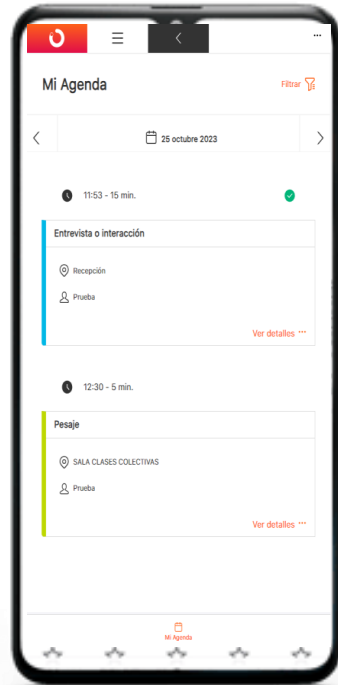 Mi Agenda
Filtrar
25 octubre 2023
11:53 - 15 min.
Entrevista o interacción
Recepción
Prueba
Ver detalles ···
12:30 - 5 min.
Pesaje
SALA CLASES COLECTIVAS
Prueba
Ver detalles ···
Mi Agenda